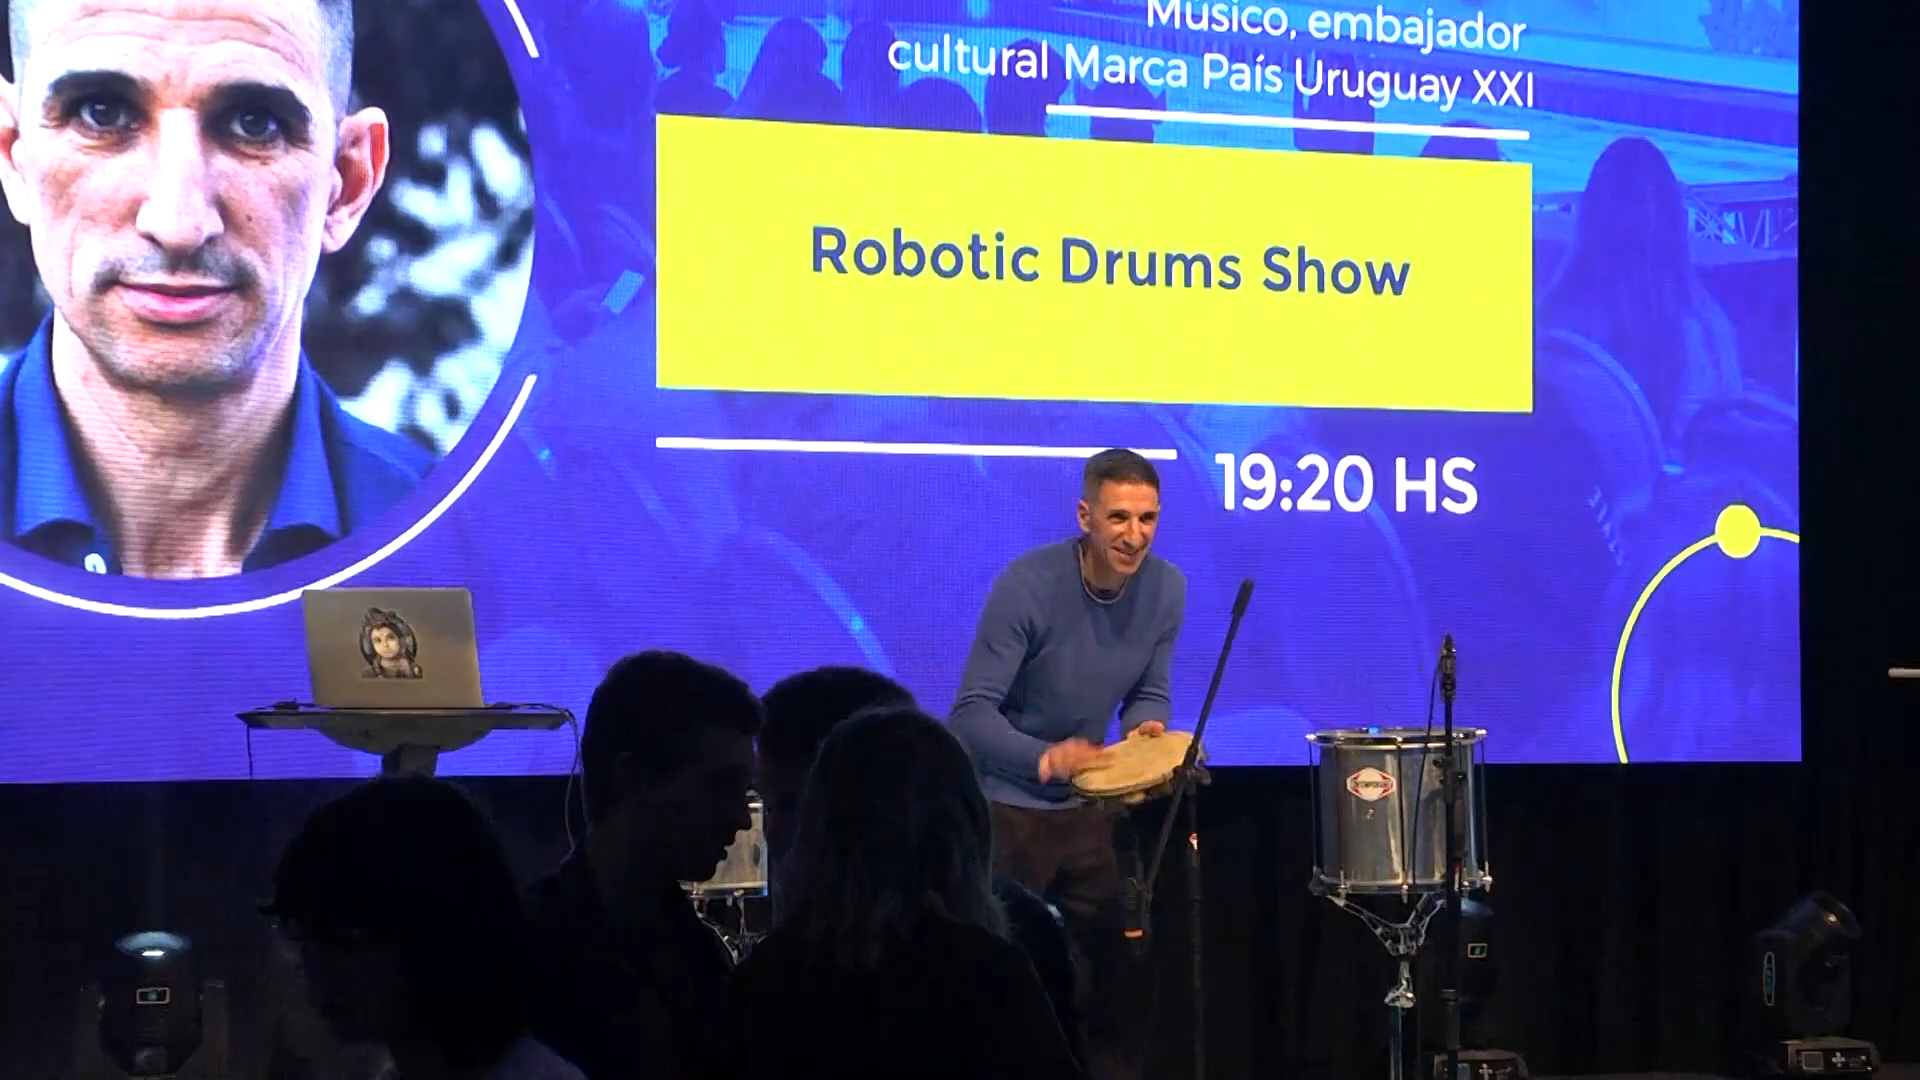 Músico, embajador
cultural Marca País Uruguay XXI
Robotic Drums Show
19:20 HS